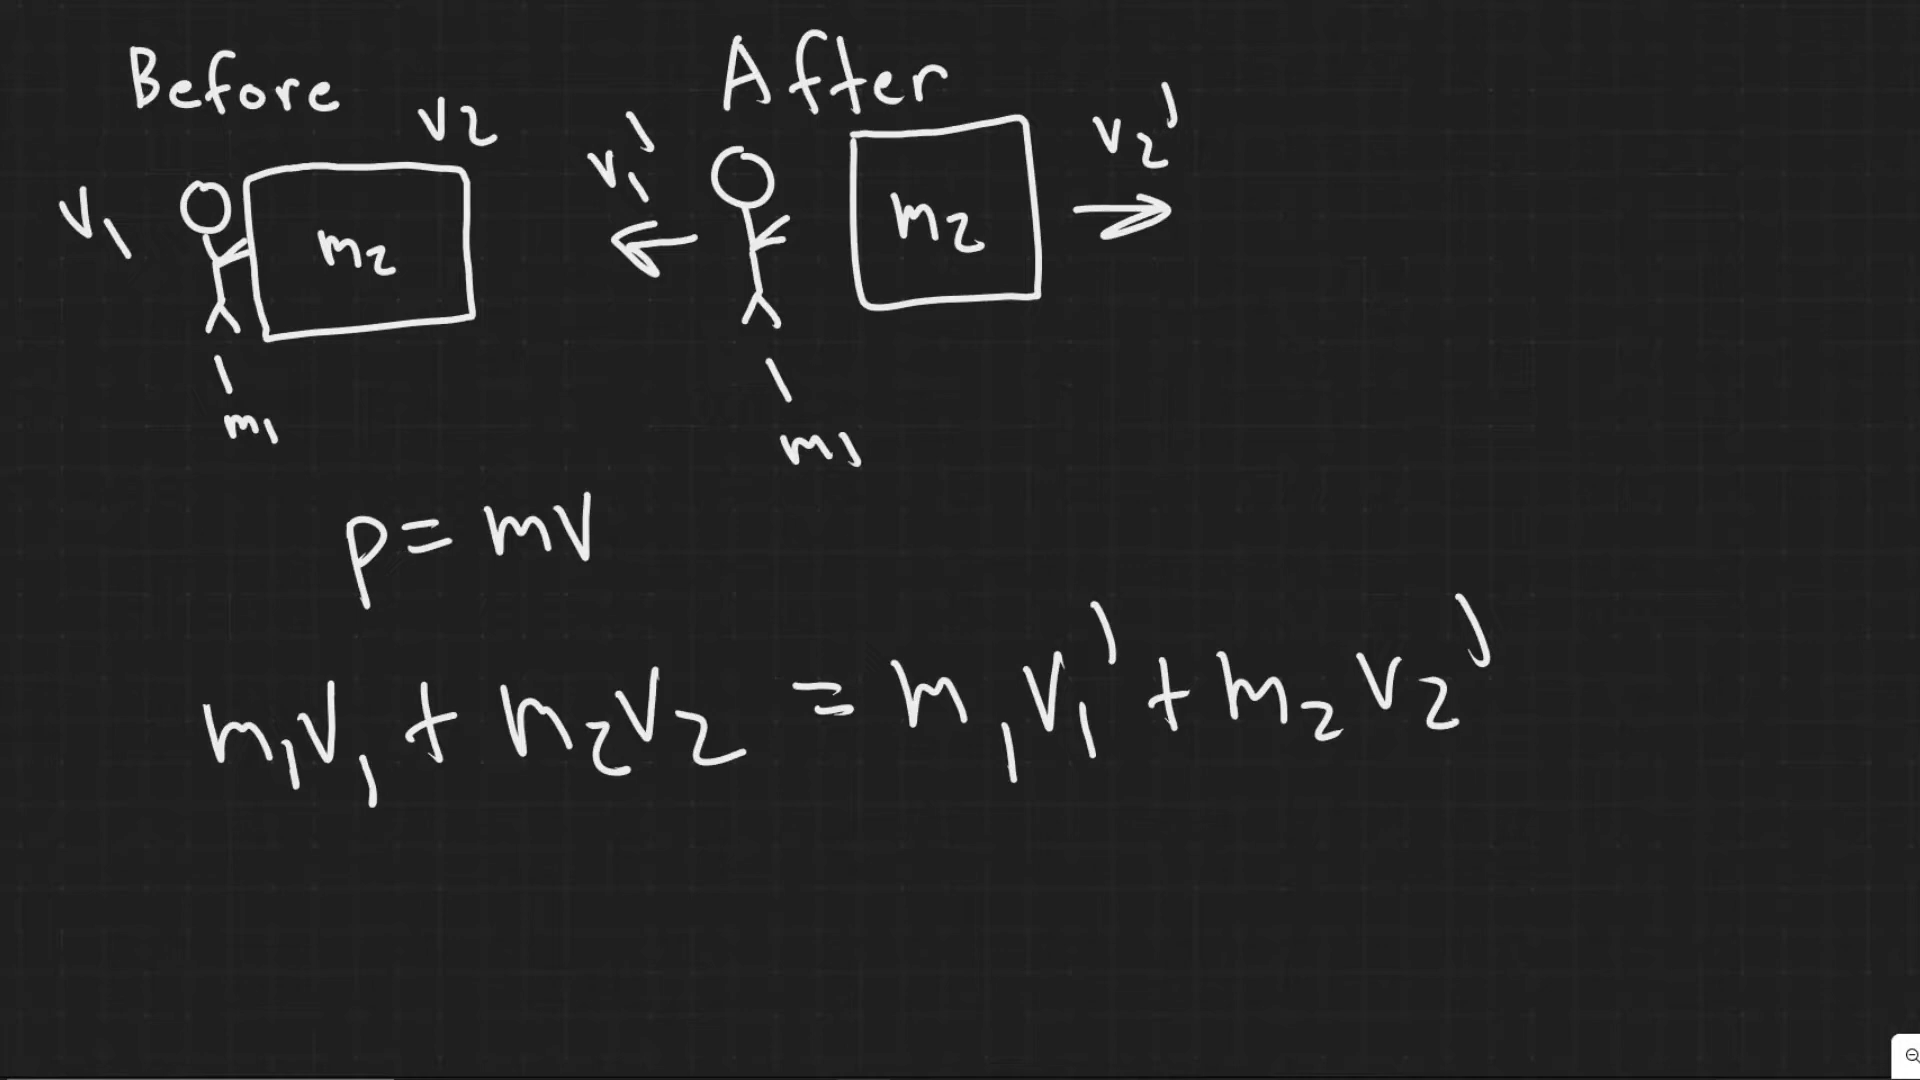 Before
After
v2
v1
m2
m1
v1'
m2
v2'
m1
p = mv
m1v1 + m2v2 = m1v1' + m2v2'